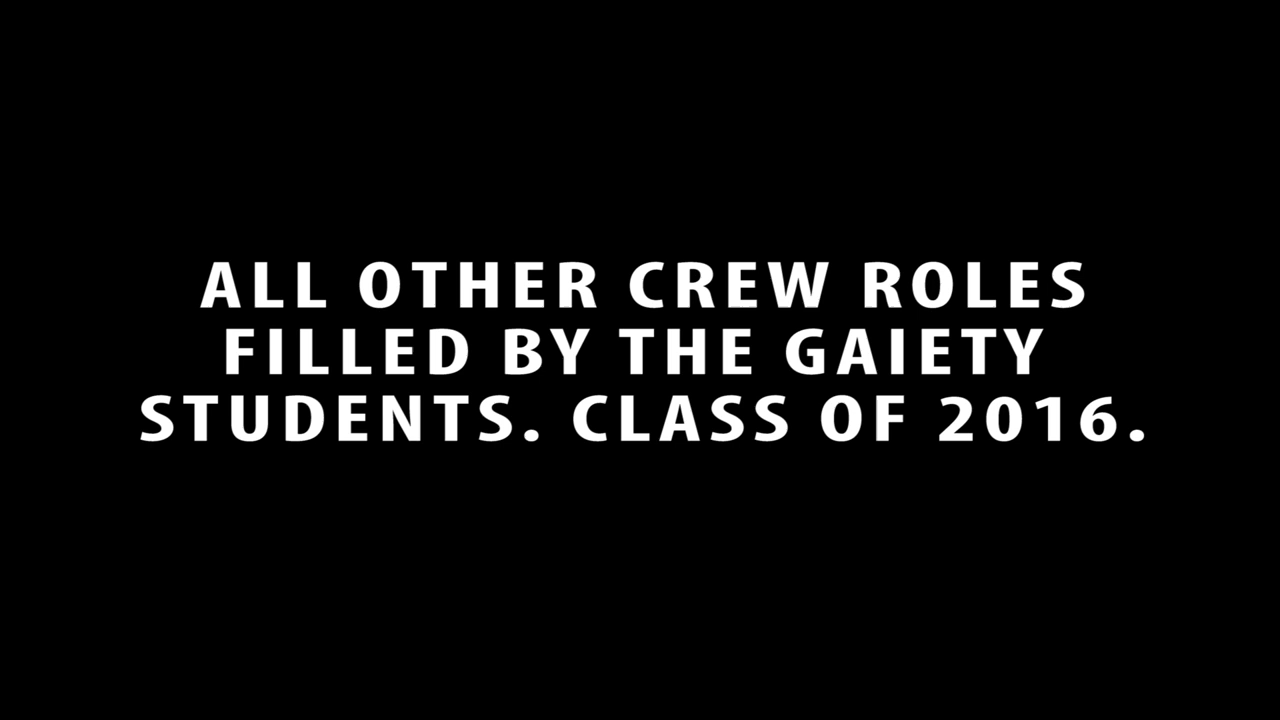 ALL OTHER CREW ROLES
FILLED BY THE GAIETY
STUDENTS. CLASS OF 2016.